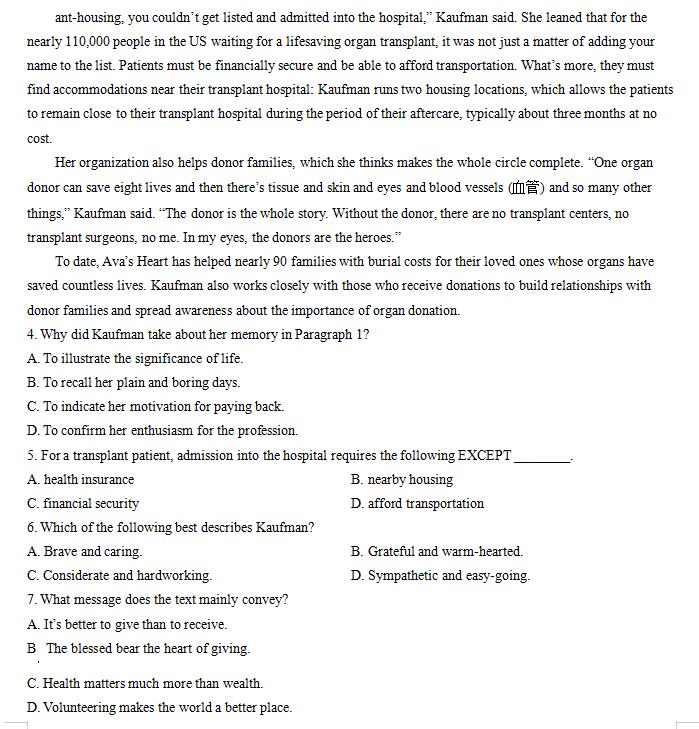 ant-housing, you couldn't get listed and admitted into the hospital,” Kaufman said. She leaned that for the
nearly 110,000 people in the US waiting for a lifesaving organ transplant, it was not just a matter of adding your
name to the list. Patients must be financially secure and be able to afford transportation. What's more, they must
find accommodations near their transplant hospital: Kaufman runs two housing locations, which allows the patients
to remain close to their transplant hospital during the period of their aftercare, typically about three months at no
cost.
Her organization also helps donor families, which she thinks makes the whole circle complete. “One organ
donor can save eight lives and then there's tissue and skin and eyes and blood vessels (血管) and so many other
things,” Kaufman said. “The donor is the whole story. Without the donor, there are no transplant centers, no
transplant surgeons, no me. In my eyes, the donors are the heroes.”
To date, Ava's Heart has helped nearly 90 families with burial costs for their loved ones whose organs have
saved countless lives. Kaufman also works closely with those who receive donations to build relationships with
donor families and spread awareness about the importance of organ donation.
4. Why did Kaufman take about her memory in Paragraph 1?
A. To illustrate the significance of life.
B. To recall her plain and boring days.
C. To indicate her motivation for paying back.
D. To confirm her enthusiasm for the profession.
5. For a transplant patient, admission into the hospital requires the following EXCEPT ________.
A. health insurance B. nearby housing
C. financial security D. afford transportation
6. Which of the following best describes Kaufman?
A. Brave and caring. B. Grateful and warm-hearted.
C. Considerate and hardworking. D. Sympathetic and easy-going.
7. What message does the text mainly convey?
A. It's better to give than to receive.
B The blessed bear the heart of giving.
C. Health matters much more than wealth.
D. Volunteering makes the world a better place.